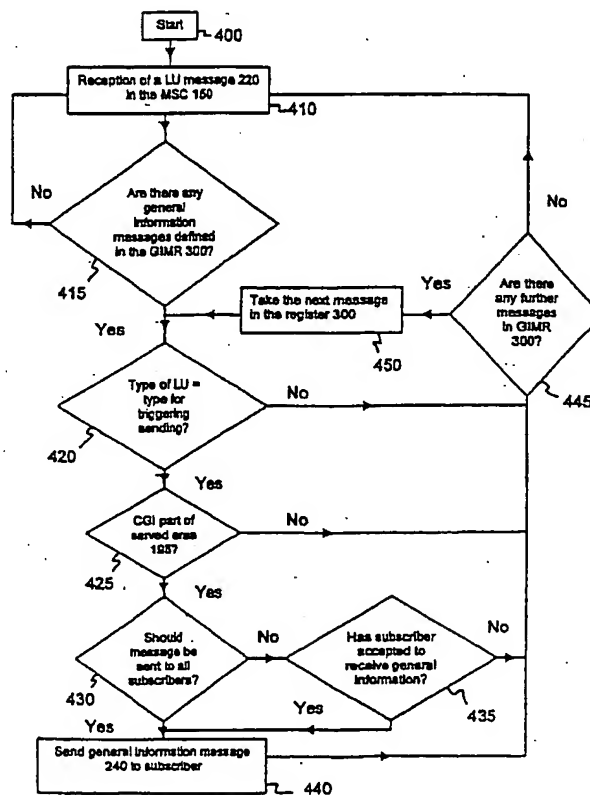 Start
400
Reception of a LU message 220
in the MSC 150
410
No
Are there any
general
information
messages defined
in the GIMR 300?
415
No
Yes
Take the next message
in the register 300
450
Yes
Are there
any further
messages in
GIMR
300?
445
Type of LU =
type for
triggering
sending?
420
No
Yes
CGI part of
served area
195?
425
No
Yes
Should
message be
sent to all
subscribers?
430
No
Has subscriber
accepted to
receive general
information?
435
No
Yes
Yes
Send general information message
240 to subscriber
440